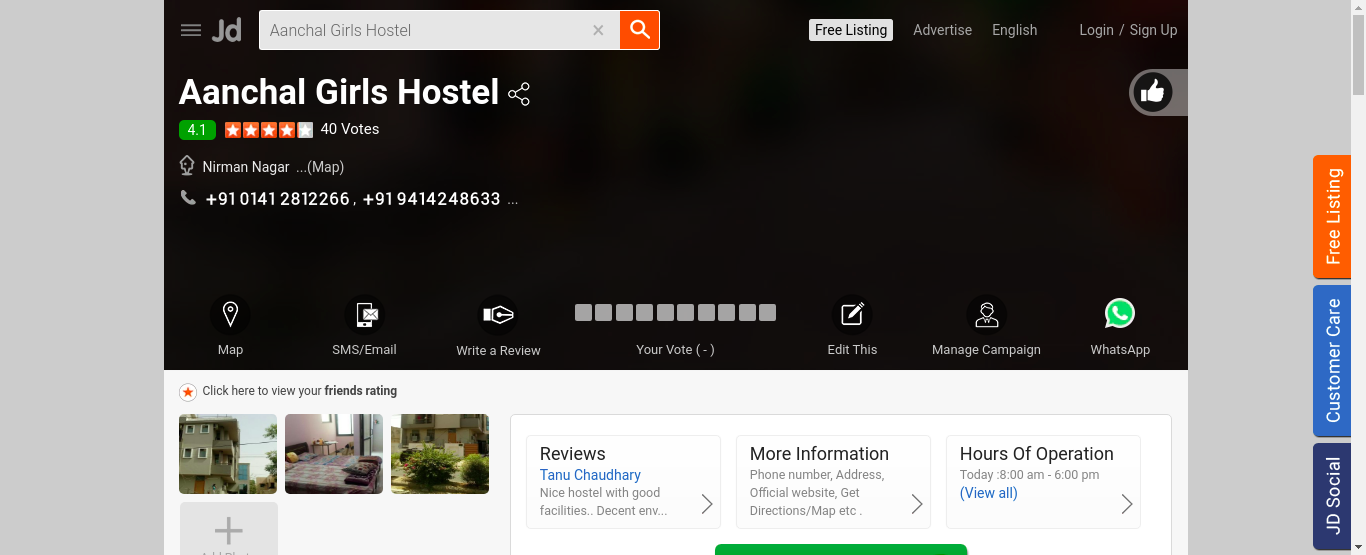 Jd
Aanchal Girls Hostel
Free Listing
Advertise
English
Login / Sign Up
Aanchal Girls Hostel
4.1
40 Votes
Nirman Nagar ...(Map)
+91 0141 2812266 , +91 9414248633 ...
Map
SMS/Email
Write a Review
Your Vote ( - )
Edit This
Manage Campaign
WhatsApp
Click here to view your friends rating
Reviews
Tanu Chaudhary
Nice hostel with good
facilities.. Decent env...
More Information
Phone number, Address,
Official website, Get
Directions/Map etc .
Hours Of Operation
Today :8:00 am - 6:00 pm
(View all)
Free Listing
Customer Care
JD Social